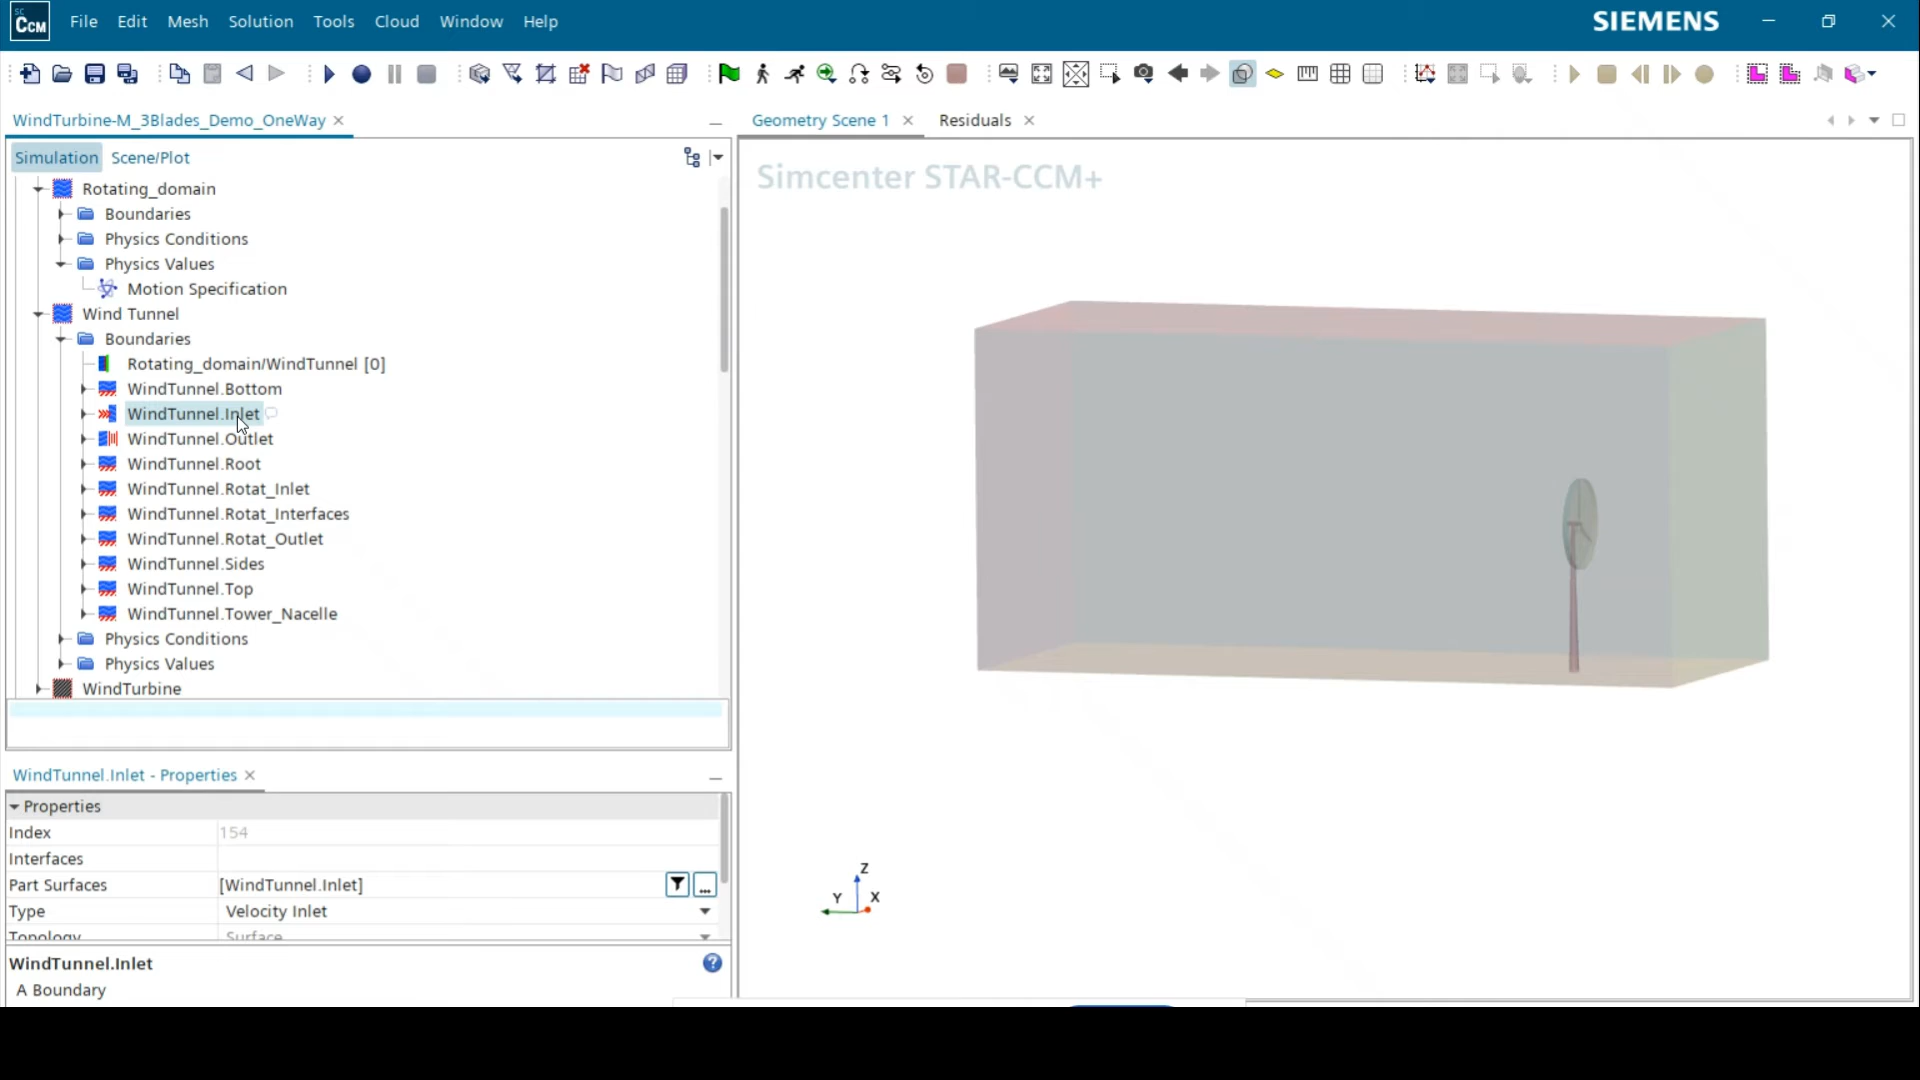 SC
CCM
File Edit Mesh Solution Tools Cloud Window Help
SIEMENS
WindTurbine-M_3Blades_Demo_OneWay
Geometry Scene 1
Residuals
Simulation
Scene/Plot
Simcenter STAR-CCM+
Rotating_domain
Boundaries
Physics Conditions
Physics Values
Motion Specification
Wind Tunnel
Boundaries
Rotating_domain/WindTunnel [0]
WindTunnel.Bottom
WindTunnel.Inlet
WindTunnel.Outlet
WindTunnel.Root
WindTunnel.Rotat_Inlet
WindTunnel.Rotat_Interfaces
WindTunnel.Rotat_Outlet
WindTunnel.Sides
WindTunnel.Top
WindTunnel.Tower_Nacelle
Physics Conditions
Physics Values
WindTurbine
WindTunnel.Inlet - Properties
Properties
Index 154
Interfaces
Part Surfaces [WindTunnel.Inlet] ...
Type Velocity Inlet
Topology Surface
WindTunnel.Inlet
A Boundary
Z
Y X